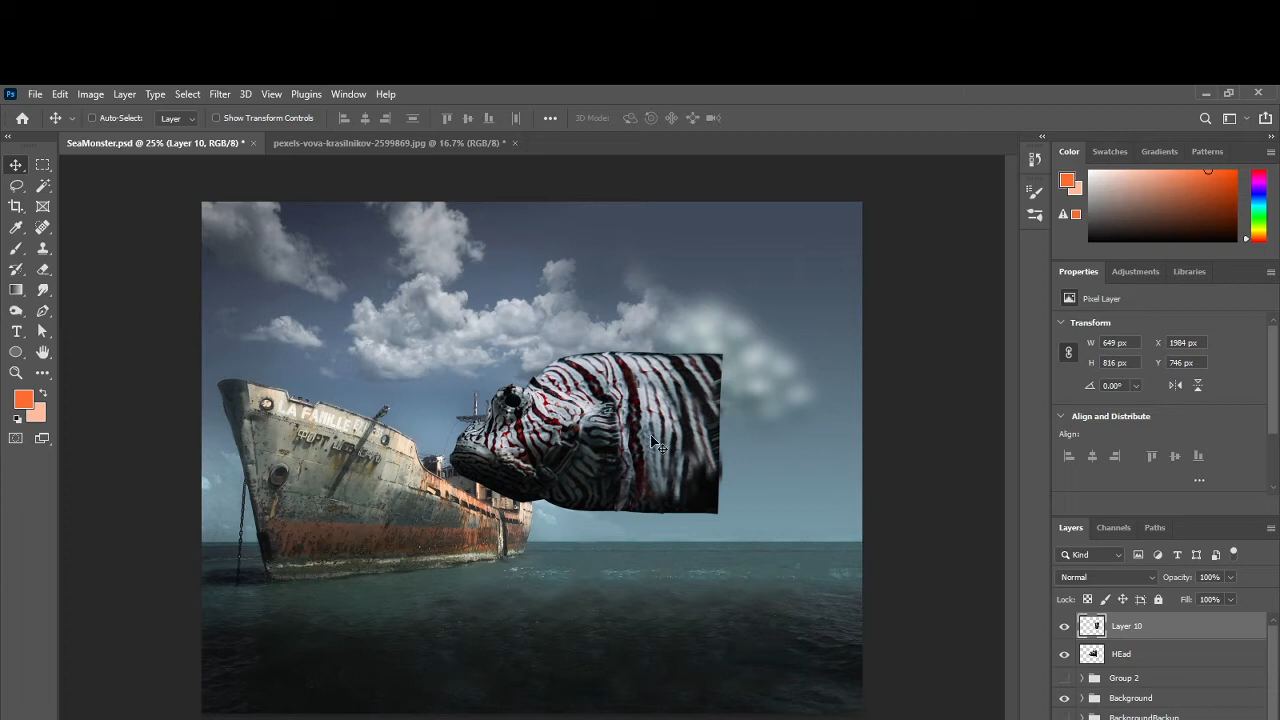 Ps File Edit Image Layer Type Select Filter 3D View Plugins Window Help
Auto-Select: Layer Show Transform Controls 3D Mode:
SeaMonster.psd @ 25% (Layer 10, RGB/8) * pexels-vova-krasilnikov-2599869.jpg @ 16.7% (RGB/8) *
Color Swatches Gradients Patterns
Properties Adjustments Libraries
Pixel Layer
Transform
W 649 px X 1984 px
H 816 px Y 746 px
0.00°
Align and Distribute
Align:
Layers Channels Paths
Kind
Normal Opacity: 100%
Lock: Fill: 100%
Layer 10
HEad
Group 2
Background
BackgroundBackup
LA FAMILLE